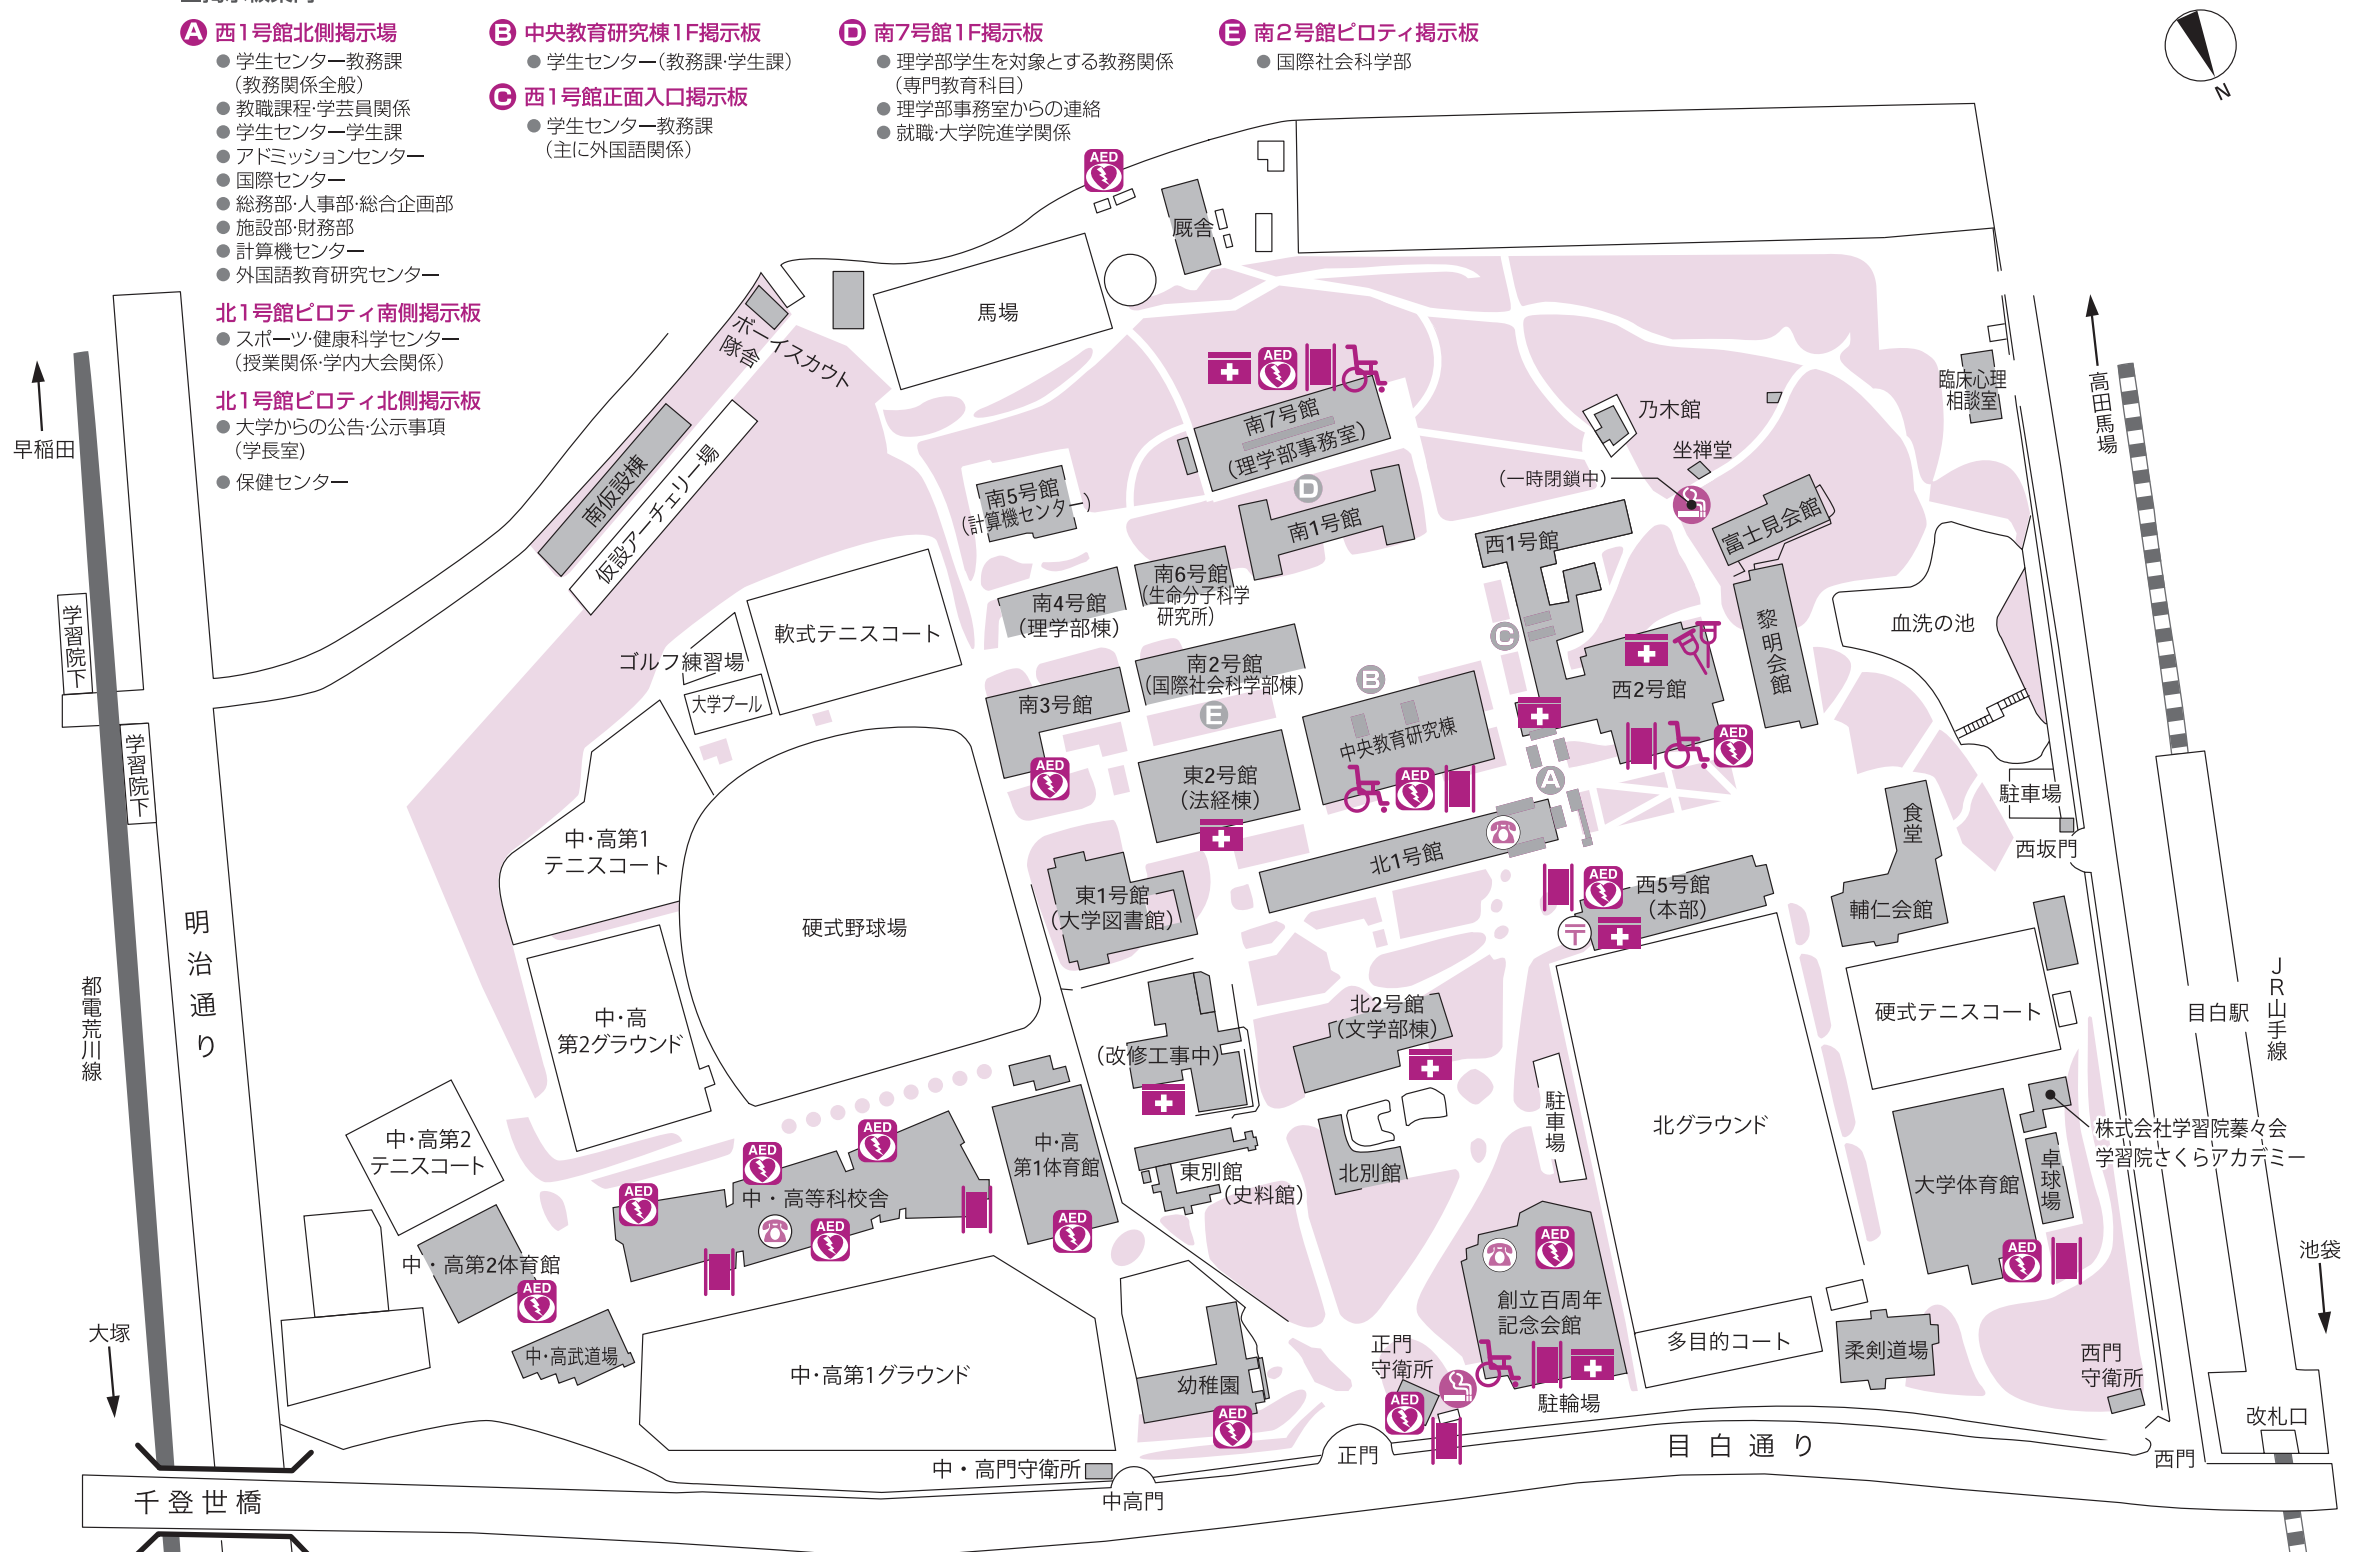 A 西1号館北側掲示場
● 学生センター教務課
（教務関係全般）
● 教職課程・学芸員関係
● 学生センター学生課
● アドミッションセンター
● 国際センター
● 総務部・人事部・総合企画部
● 施設部・財務部
● 計算機センター
● 外国語教育研究センター
北1号館ピロティ南側掲示板
● スポーツ・健康科学センター
（授業関係・学内大会関係）
北1号館ピロティ北側掲示板
● 大学からの公告・公示事項
（学長室）
● 保健センター
B 中央教育研究棟1F掲示板
● 学生センター（教務課・学生課）
C 西1号館正面入口掲示板
● 学生センター教務課
（主に外国語関係）
D 南7号館1F掲示板
● 理学部学生を対象とする教務関係
（専門教育科目）
● 理学部事務室からの連絡
● 就職・大学院進学関係
E 南2号館ピロティ掲示板
● 国際社会科学部
N
AED
厩舎
馬場
ボーイスカウト
隊舎
南仮設棟
仮設アーチェリー場
早稲田
学習院下
学習院下
明治通り
都電荒川線
大塚
千登世橋
AED
南7号館
（理学部事務室）
D
南5号館
（計算機センター）
南1号館
南6号館
（生命分子科学
研究所）
南4号館
（理学部棟）
軟式テニスコート
ゴルフ練習場
大学プール
南2号館
（国際社会科学部棟）
E
南3号館
AED
東2号館
（法経棟）
B
中央教育研究棟
AED
乃木館
坐禅堂
（一時閉鎖中）
富士見会館
西1号館
C
黎明会館
西2号館
AED
A
臨床心理
相談室
高田馬場
血洗の池
駐車場
西坂門
食堂
輔仁会館
北1号館
AED
西5号館
（本部）
〒
東1号館
（大学図書館）
硬式野球場
中・高第1
テニスコート
中・高
第2グラウンド
中・高第2
テニスコート
（改修工事中）
北2号館
（文学部棟）
駐車場
北グラウンド
硬式テニスコート
目白駅
JR山手線
株式会社学習院蓁々会
学習院さくらアカデミー
卓球場
大学体育館
AED
池袋
中・高
第1体育館
AED
東別館
（史料館）
北別館
AED
AED
AED
中・高等科校舎
AED
中・高第2体育館
AED
中・高武道場
中・高第1グラウンド
幼稚園
AED
AED
創立百周年
記念会館
正門
守衛所
AED
駐輪場
多目的コート
柔剣道場
西門
守衛所
改札口
中・高門守衛所
中高門
正門
目白通り
西門